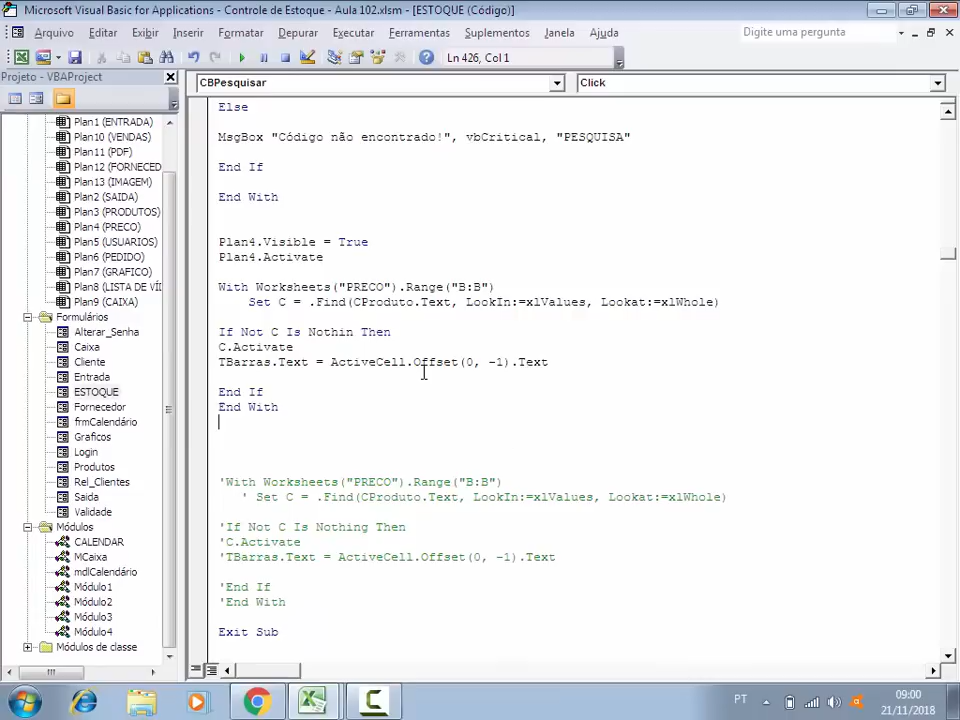 Microsoft Visual Basic for Applications - Controle de Estoque - Aula 102.xlsm - [ESTOQUE (Código)]
Arquivo Editar Exibir Inserir Formatar Depurar Executar Ferramentas Suplementos Janela Ajuda Digite uma pergunta
Ln 426, Col 1
Projeto - VBAProject
CBPesquisar Click
Plan1 (ENTRADA)
Plan10 (VENDAS)
Plan11 (PDF)
Plan12 (FORNECED
Plan13 (IMAGEM)
Plan2 (SAIDA)
Plan3 (PRODUTOS)
Plan4 (PRECO)
Plan5 (USUARIOS)
Plan6 (PEDIDO)
Plan7 (GRAFICO)
Plan8 (LISTA DE VÍ
Plan9 (CAIXA)
Formulários
Alterar_Senha
Caixa
Cliente
Entrada
ESTOQUE
Fornecedor
frmCalendário
Graficos
Login
Produtos
Rel_Clientes
Saida
Validade
Módulos
CALENDAR
MCaixa
mdlCalendário
Módulo1
Módulo2
Módulo3
Módulo4
Módulos de classe
Else
MsgBox "Código não encontrado!", vbCritical, "PESQUISA"
End If
End With
Plan4.Visible = True
Plan4.Activate
With Worksheets("PRECO").Range("B:B")
Set C = .Find(CProduto.Text, LookIn:=xlValues, Lookat:=xlWhole)
If Not C Is Nothin Then
C.Activate
TBarras.Text = ActiveCell.Offset(0, -1).Text
End If
End With
'With Worksheets("PRECO").Range("B:B")
' Set C = .Find(CProduto.Text, LookIn:=xlValues, Lookat:=xlWhole)
'If Not C Is Nothing Then
'C.Activate
'TBarras.Text = ActiveCell.Offset(0, -1).Text
'End If
'End With
Exit Sub
PT
09:00
21/11/2018